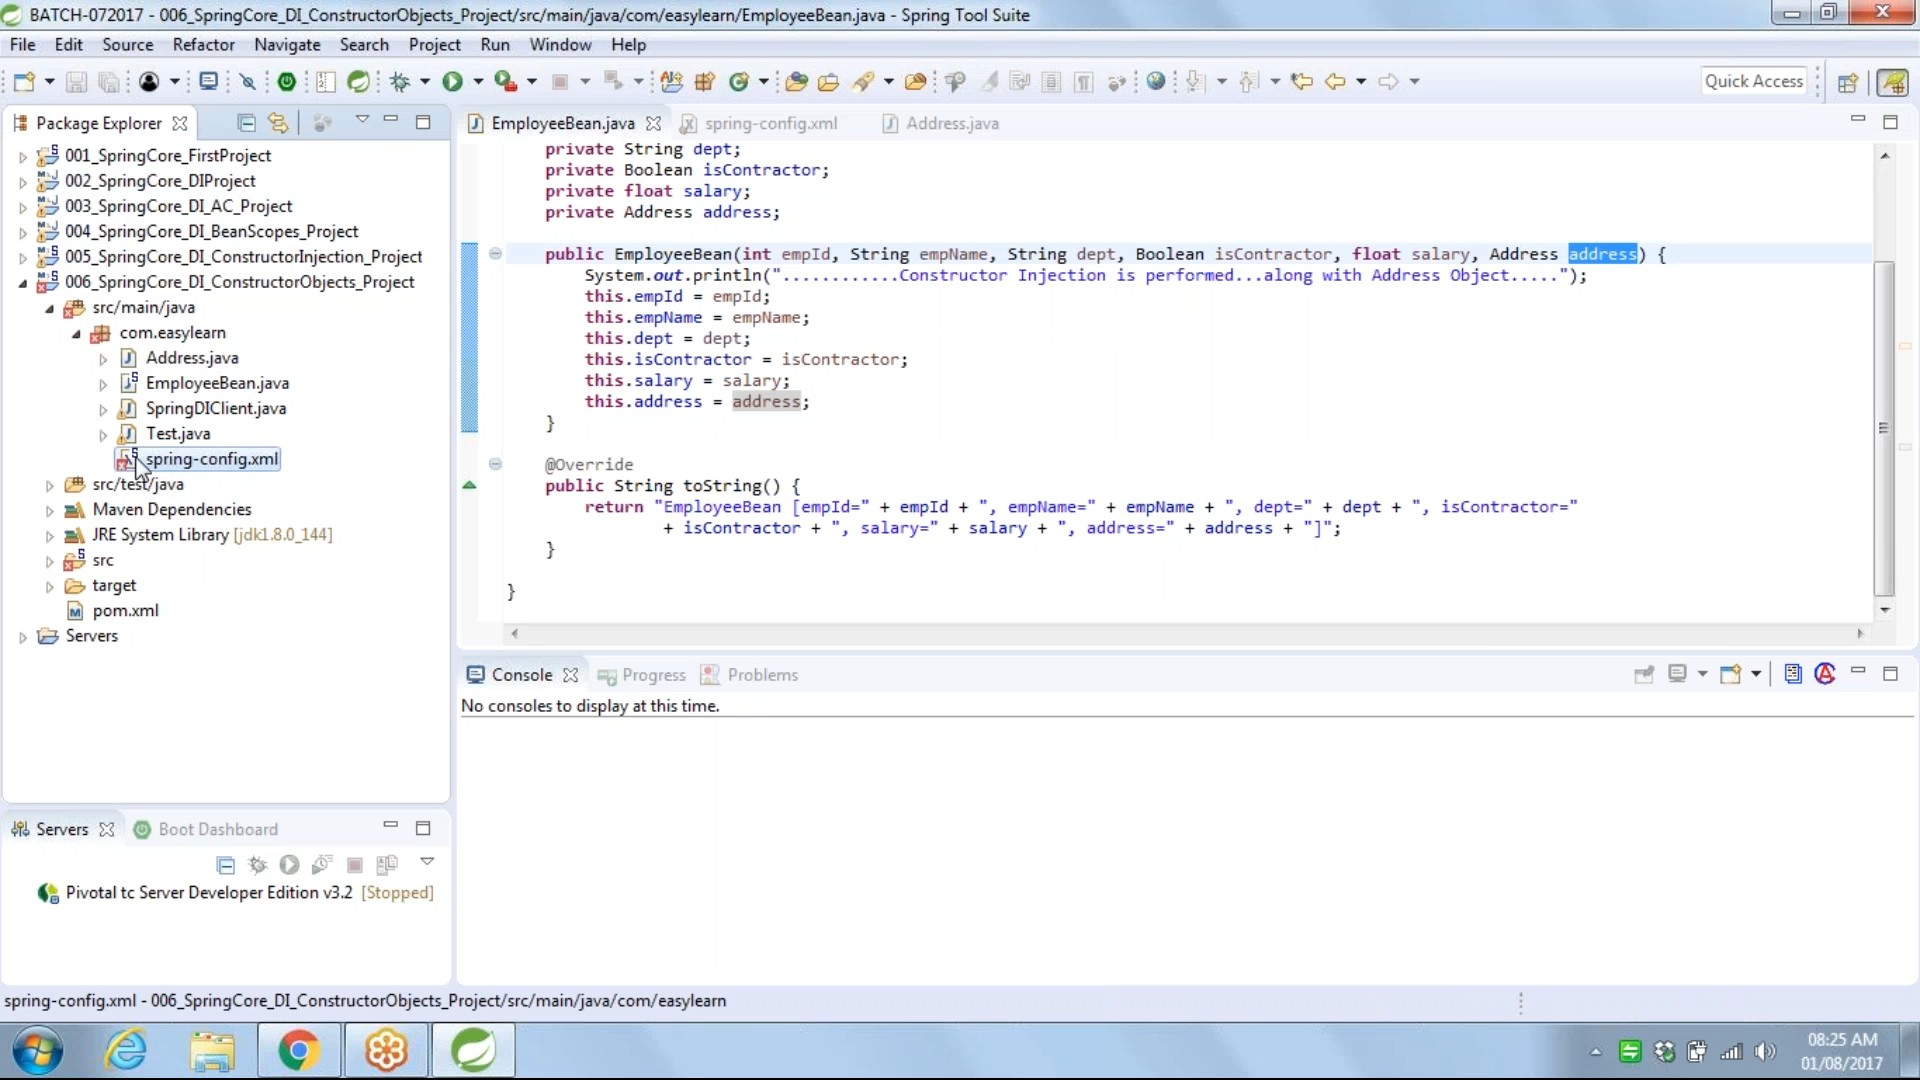 BATCH-072017 - 006_SpringCore_DI_ConstructorObjects_Project/src/main/java/com/easylearn/EmployeeBean.java - Spring Tool Suite
File Edit Source Refactor Navigate Search Project Run Window Help
Quick Access
Package Explorer
001_SpringCore_FirstProject
002_SpringCore_DIProject
003_SpringCore_DI_AC_Project
004_SpringCore_DI_BeanScopes_Project
005_SpringCore_DI_ConstructorInjection_Project
006_SpringCore_DI_ConstructorObjects_Project
src/main/java
com.easylearn
Address.java
EmployeeBean.java
SpringDIClient.java
Test.java
spring-config.xml
src/test/java
Maven Dependencies
JRE System Library [jdk1.8.0_144]
src
target
pom.xml
Servers
EmployeeBean.java spring-config.xml Address.java
private String dept;
private Boolean isContractor;
private float salary;
private Address address;
public EmployeeBean(int empId, String empName, String dept, Boolean isContractor, float salary, Address address) {
System.out.println("............Constructor Injection is performed...along with Address Object.....");
this.empId = empId;
this.empName = empName;
this.dept = dept;
this.isContractor = isContractor;
this.salary = salary;
this.address = address;
}
@Override
public String toString() {
return "EmployeeBean [empId=" + empId + ", empName=" + empName + ", dept=" + dept + ", isContractor="
+ isContractor + ", salary=" + salary + ", address=" + address + "]";
}
}
Console Progress Problems
No consoles to display at this time.
Servers Boot Dashboard
Pivotal tc Server Developer Edition v3.2 [Stopped]
spring-config.xml - 006_SpringCore_DI_ConstructorObjects_Project/src/main/java/com/easylearn
08:25 AM
01/08/2017